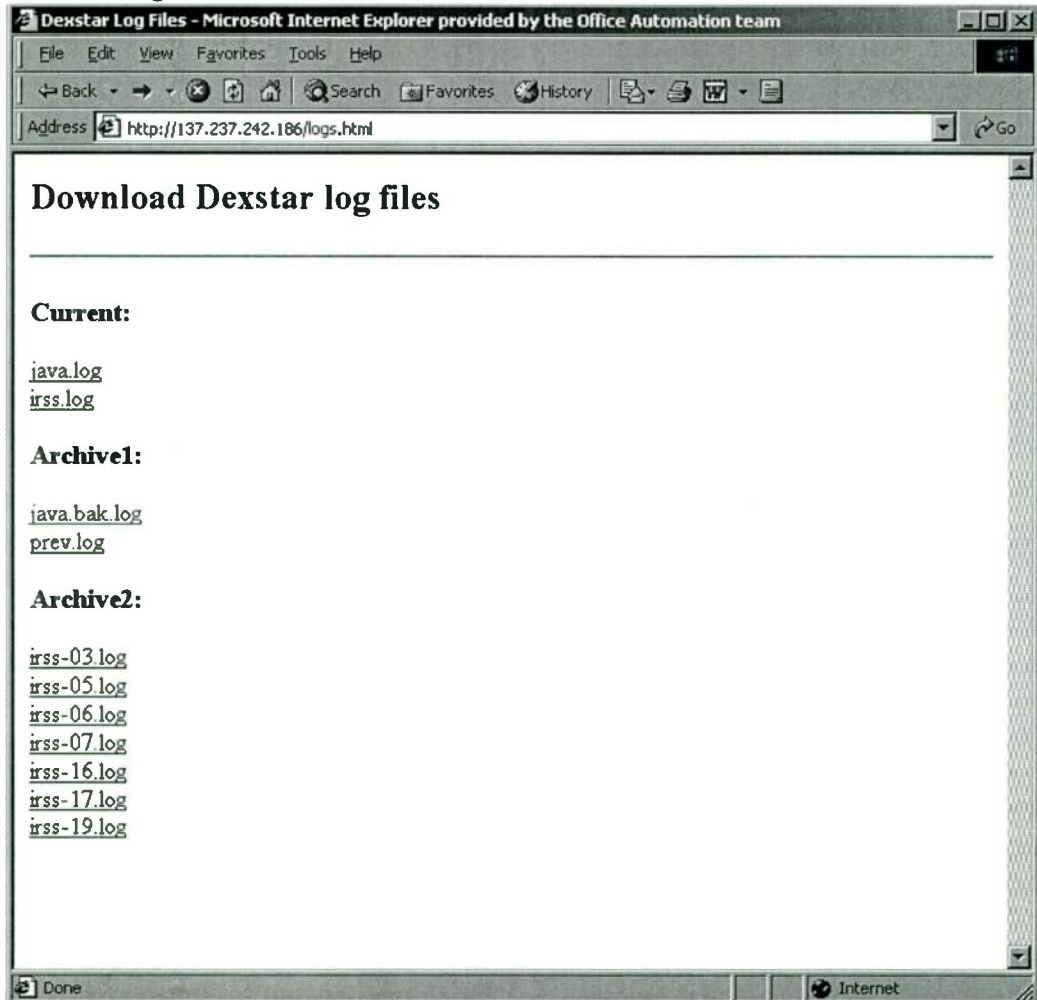 Dexstar Log Files - Microsoft Internet Explorer provided by the Office Automation team
File Edit View Favorites Tools Help
Back Search Favorites History
Address http://137.237.242.186/logs.html Go
Download Dexstar log files
Current:
java.log
irss.log
Archive1:
java.bak.log
prev.log
Archive2:
irss-03.log
irss-05.log
irss-06.log
irss-07.log
irss-16.log
irss-17.log
irss-19.log
Done Internet